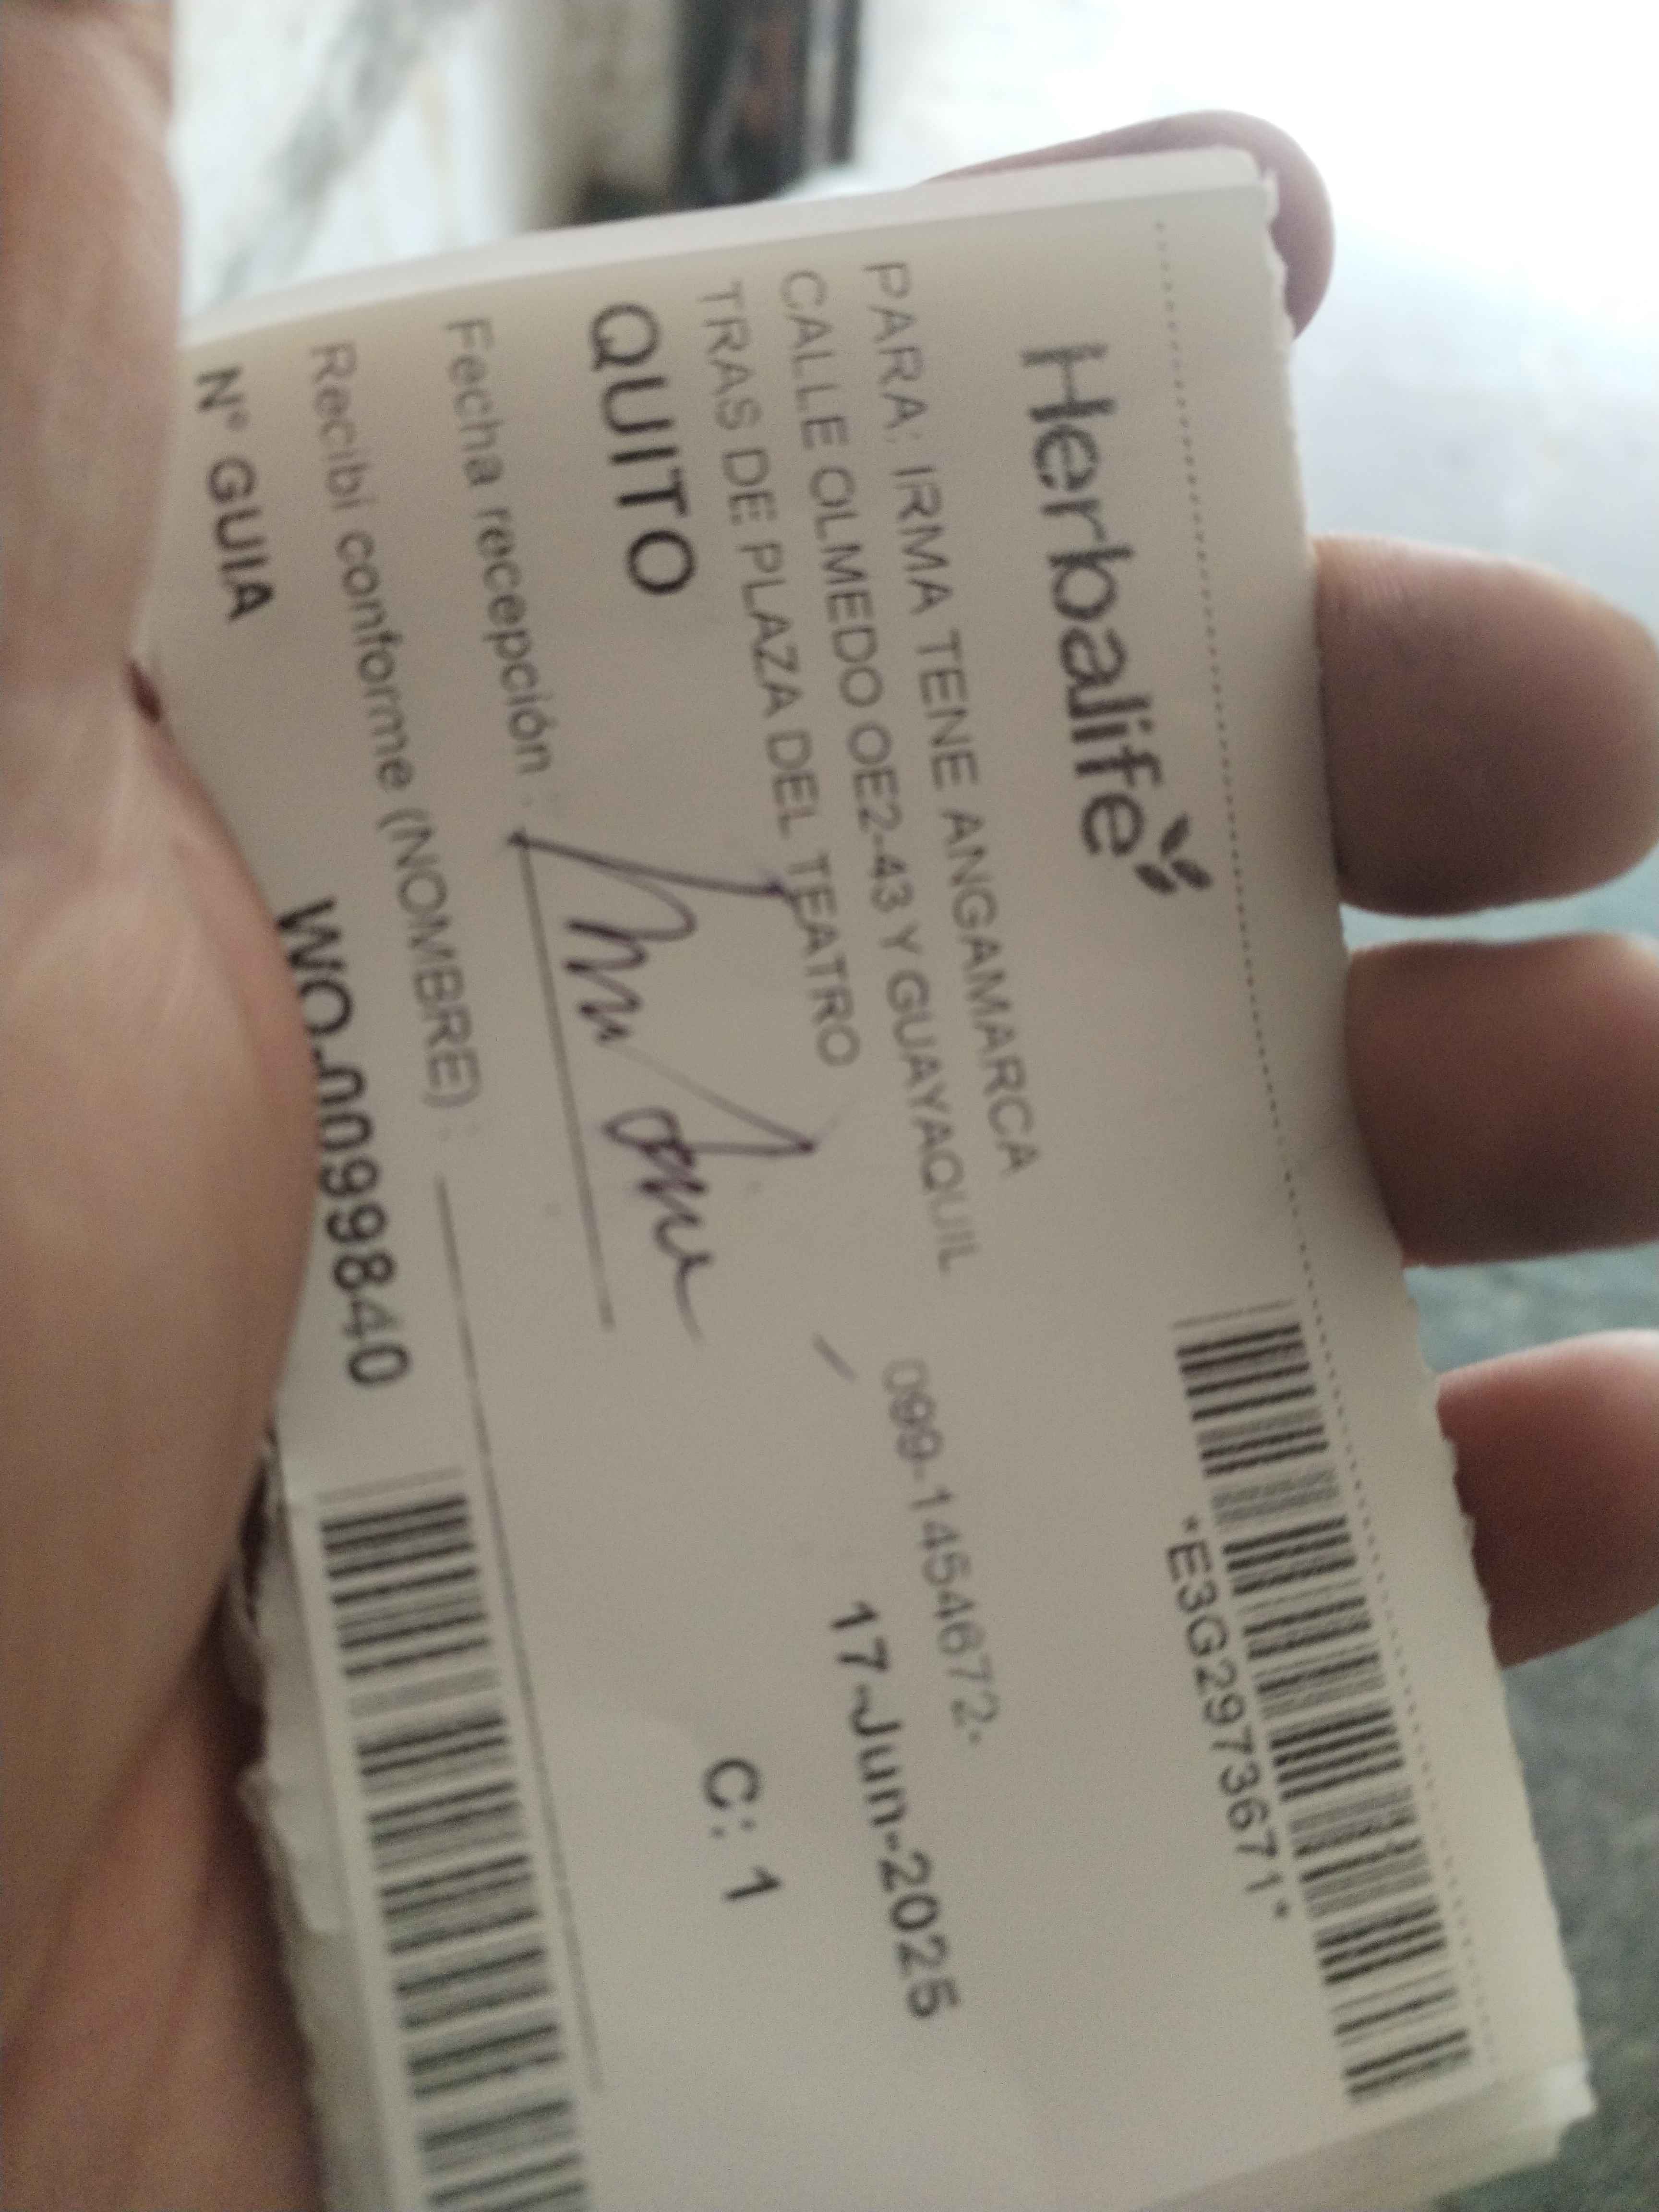 Herbalife
*E3G2973671*
PARA: IRMA TENE ANGAMARCA
CALLE OLMEDO OE2-43 Y GUAYAQUIL 099-1454672-
TRAS DE PLAZA DEL TEATRO 17-Jun-2025
QUITO C: 1
Fecha recepción :
Recibí conforme (NOMBRE) :
N° GUIA WO-0099840